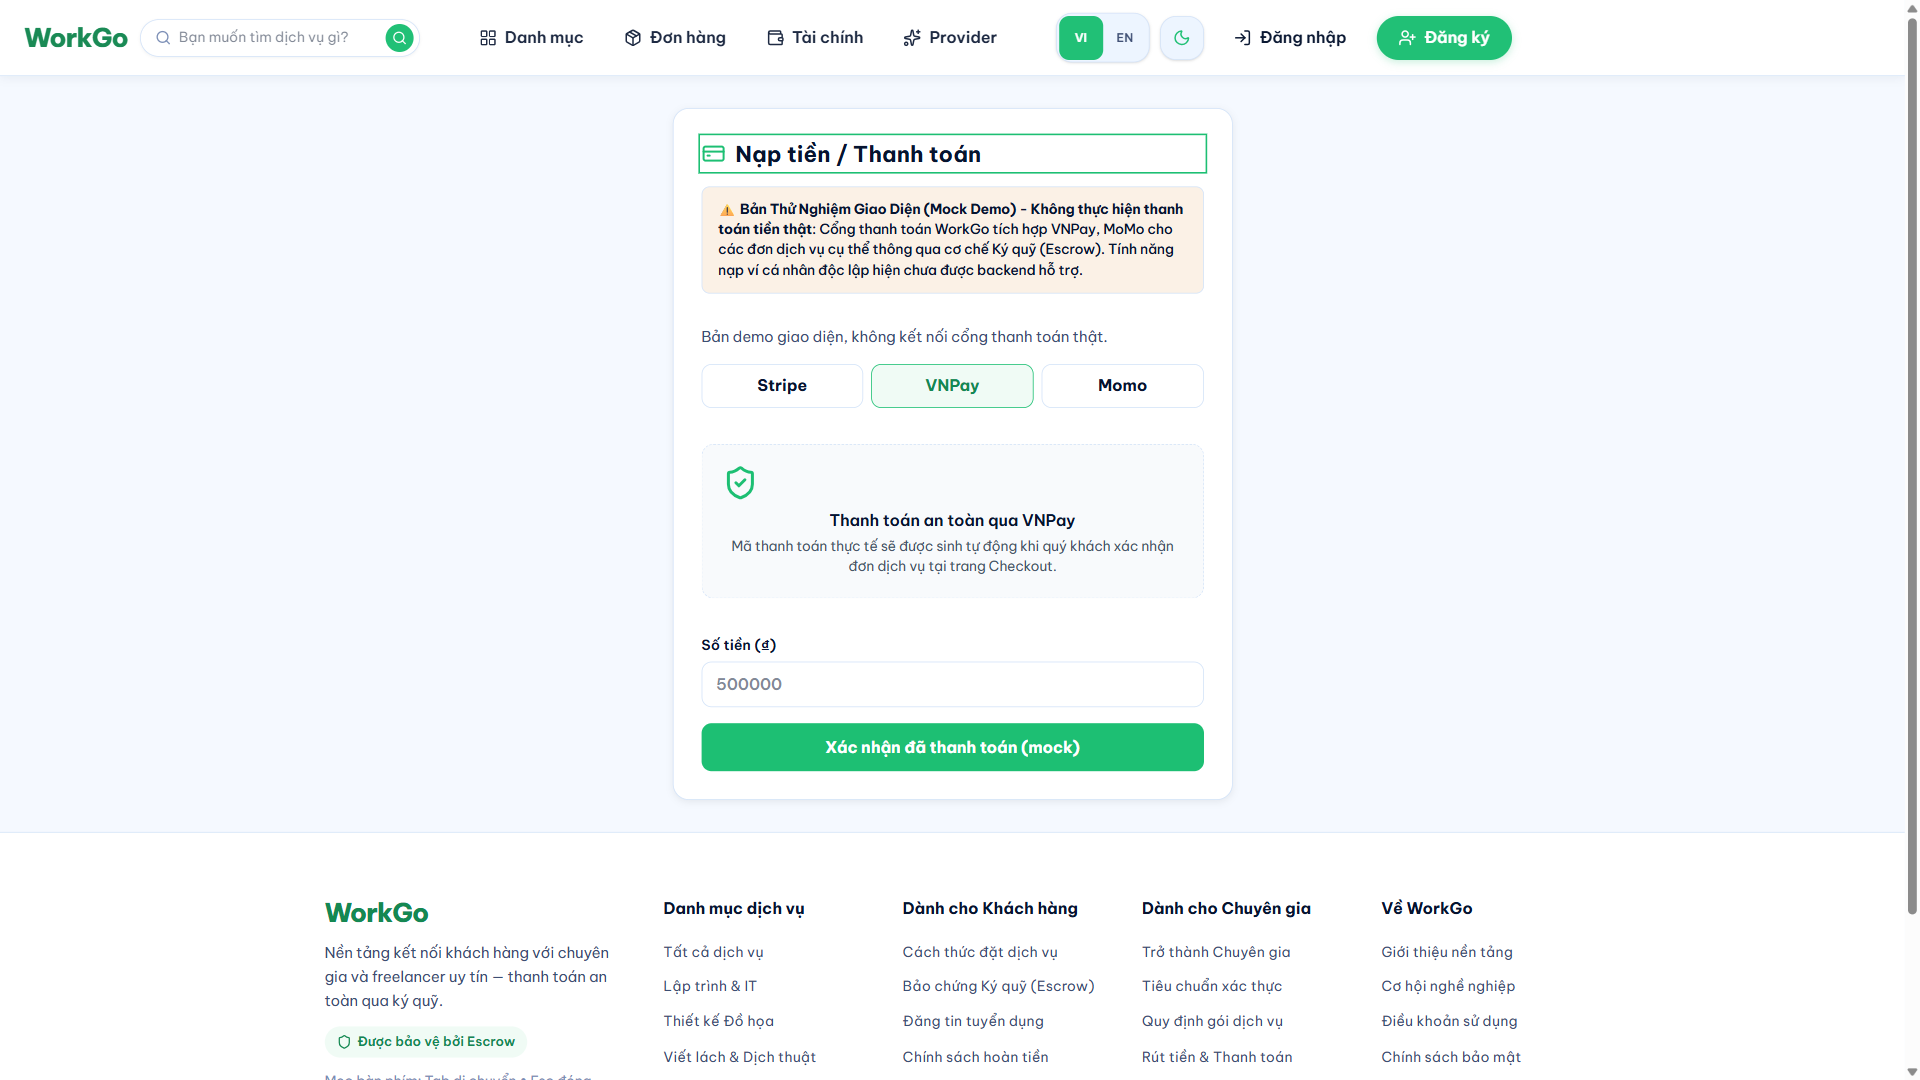 WorkGo
Bạn muốn tìm dịch vụ gì?
Danh mục
Đơn hàng
Tài chính
Provider
VI
EN
Đăng nhập
Đăng ký
Nạp tiền / Thanh toán
⚠️ Bản Thử Nghiệm Giao Diện (Mock Demo) - Không thực hiện thanh
toán tiền thật: Cổng thanh toán WorkGo tích hợp VNPay, MoMo cho
các đơn dịch vụ cụ thể thông qua cơ chế Ký quỹ (Escrow). Tính năng
nạp ví cá nhân độc lập hiện chưa được backend hỗ trợ.
Bản demo giao diện, không kết nối cổng thanh toán thật.
Stripe
VNPay
Momo
Thanh toán an toàn qua VNPay
Mã thanh toán thực tế sẽ được sinh tự động khi quý khách xác nhận
đơn dịch vụ tại trang Checkout.
Số tiền (₫)
500000
Xác nhận đã thanh toán (mock)
WorkGo
Nền tảng kết nối khách hàng với chuyên
gia và freelancer uy tín — thanh toán an
toàn qua ký quỹ.
Được bảo vệ bởi Escrow
Mẹo bàn phím: Tab di chuyển • Esc đóng
Danh mục dịch vụ
Tất cả dịch vụ
Lập trình & IT
Thiết kế Đồ họa
Viết lách & Dịch thuật
Dành cho Khách hàng
Cách thức đặt dịch vụ
Bảo chứng Ký quỹ (Escrow)
Đăng tin tuyển dụng
Chính sách hoàn tiền
Dành cho Chuyên gia
Trở thành Chuyên gia
Tiêu chuẩn xác thực
Quy định gói dịch vụ
Rút tiền & Thanh toán
Về WorkGo
Giới thiệu nền tảng
Cơ hội nghề nghiệp
Điều khoản sử dụng
Chính sách bảo mật